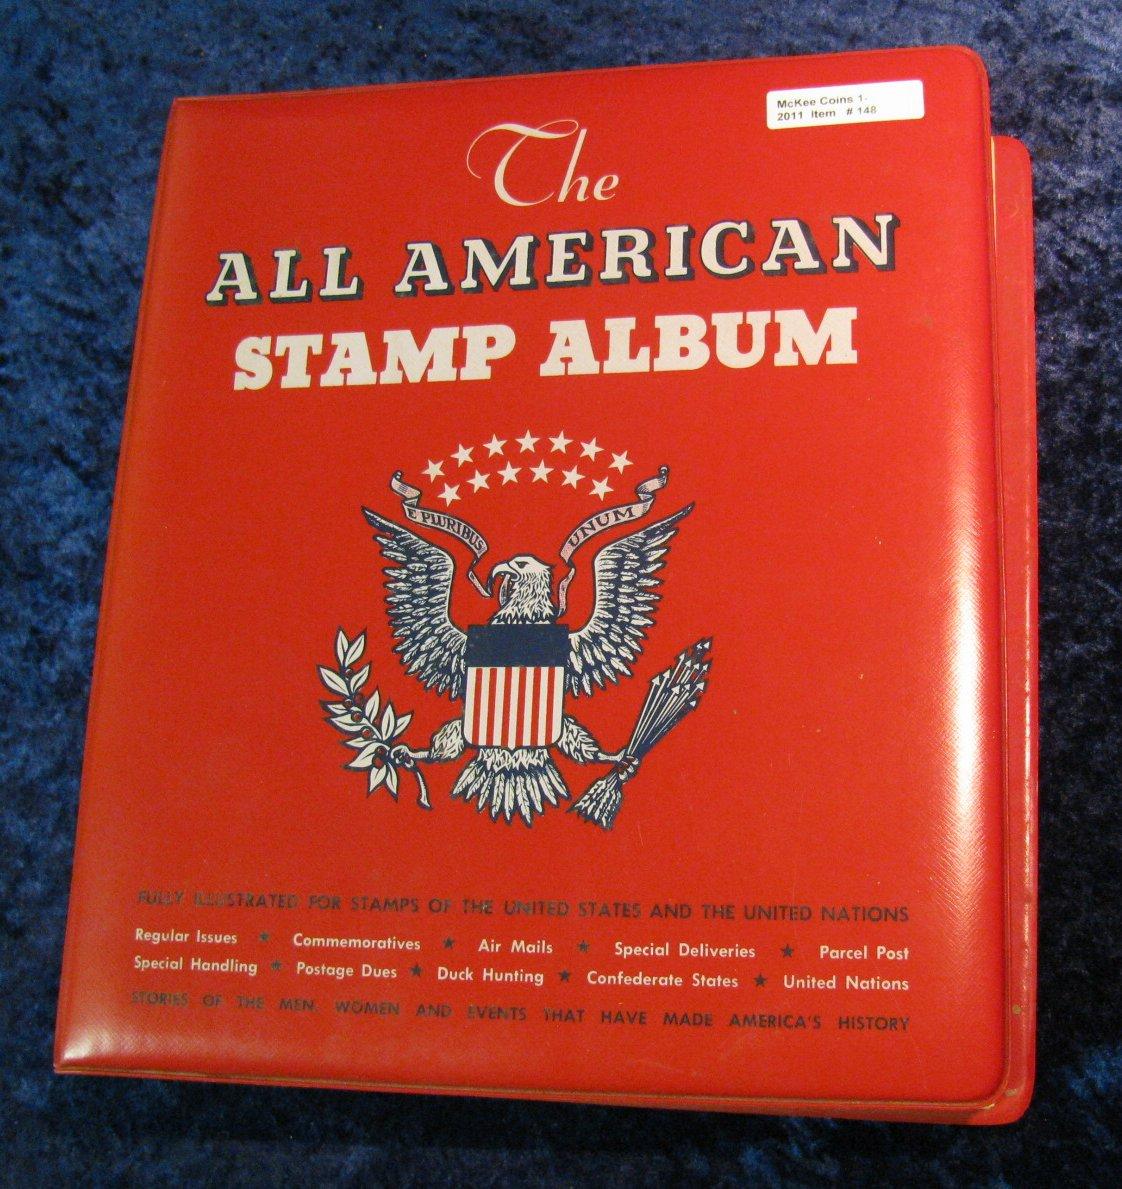 McKee Coins 1-
2011 Item # 148
The
ALL AMERICAN
STAMP ALBUM
E PLURIBUS UNUM
FULLY ILLUSTRATED FOR STAMPS OF THE UNITED STATES AND THE UNITED NATIONS
Regular Issues ★ Commemoratives ★ Air Mails ★ Special Deliveries ★ Parcel Post
Special Handling ★ Postage Dues ★ Duck Hunting ★ Confederate States ★ United Nations
STORIES OF THE MEN, WOMEN AND EVENTS THAT HAVE MADE AMERICA'S HISTORY